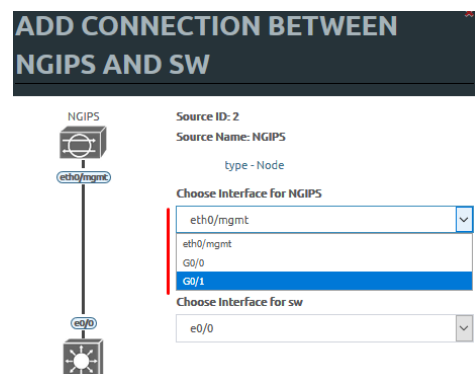 ADD CONNECTION BETWEEN
NGIPS AND SW
NGIPS
Source ID: 2
Source Name: NGIPS
type - Node
eth0/mgmt
Choose Interface for NGIPS
eth0/mgmt
eth0/mgmt
G0/0
G0/1
Choose Interface for sw
e0/0
e0/0